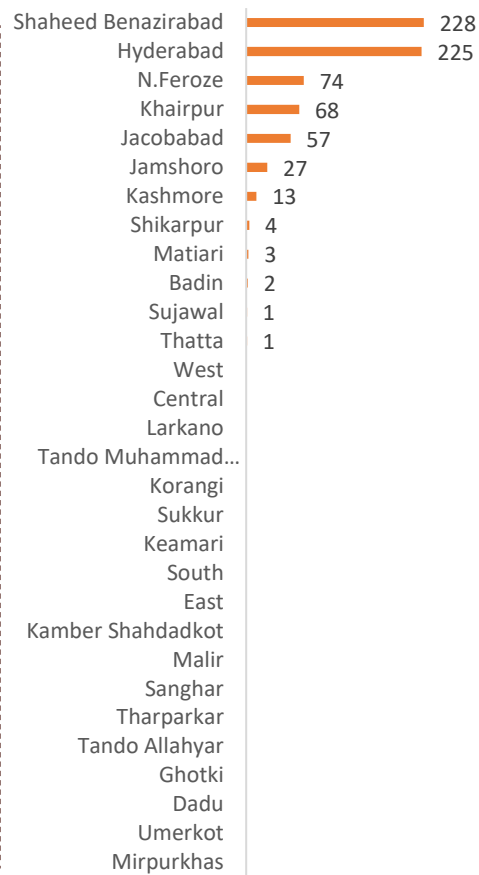 Shaheed Benazirabad 228
Hyderabad 225
N.Feroze 74
Khairpur 68
Jacobabad 57
Jamshoro 27
Kashmore 13
Shikarpur 4
Matiari 3
Badin 2
Sujawal 1
Thatta 1
West
Central
Larkano
Tando Muhammad...
Korangi
Sukkur
Keamari
South
East
Kamber Shahdadkot
Malir
Sanghar
Tharparkar
Tando Allahyar
Ghotki
Dadu
Umerkot
Mirpurkhas